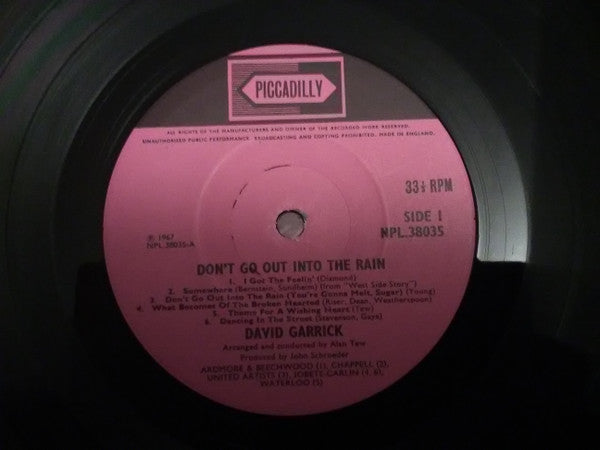 PICCADILLY
ALL RIGHTS OF THE MANUFACTURERS AND OWNER OF THE RECORDED WORK RESERVED.
UNAUTHORISED PUBLIC PERFORMANCE, BROADCASTING AND COPYING PROHIBITED. MADE IN ENGLAND.
33⅓ RPM
℗ 1967
NPL.38035-A
SIDE 1
NPL.38035
DON'T GO OUT INTO THE RAIN
1. I Got The Feelin' (Diamond)
2. Somewhere (Bernstein, Sondheim) (from "West Side Story")
3. Don't Go Out Into The Rain (You're Gonna Melt, Sugar) (Young)
4. What Becomes Of The Broken Hearted (Riser, Dean, Weatherspoon)
5. Theme For A Wishing Heart (Tew)
6. Dancing In The Street (Stevenson, Gaye)
DAVID GARRICK
Arranged and conducted by Alan Tew
Produced by John Schroeder
ARDMORE & BEECHWOOD (1), CHAPPELL (2),
UNITED ARTISTS (3), JOBETE-CARLIN (4, 6),
WATERLOO (5)